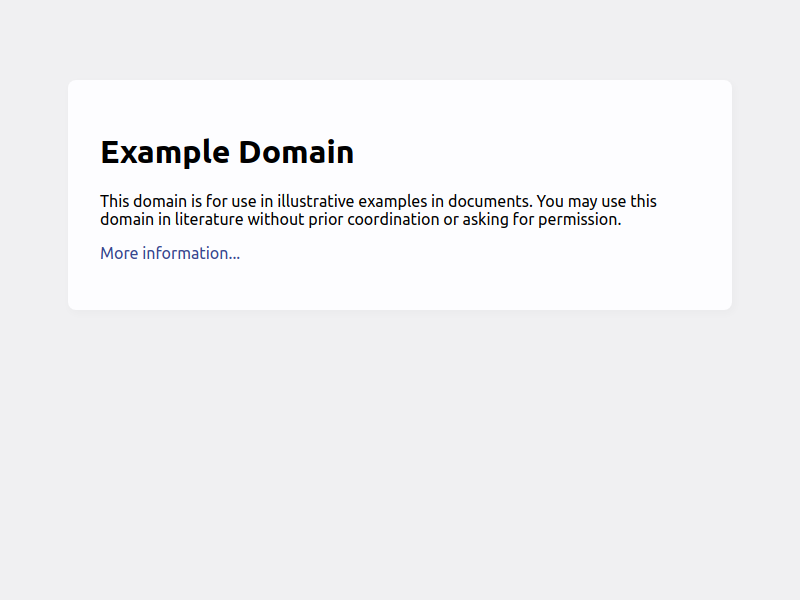 Example Domain
This domain is for use in illustrative examples in documents. You may use this
domain in literature without prior coordination or asking for permission.
More information...